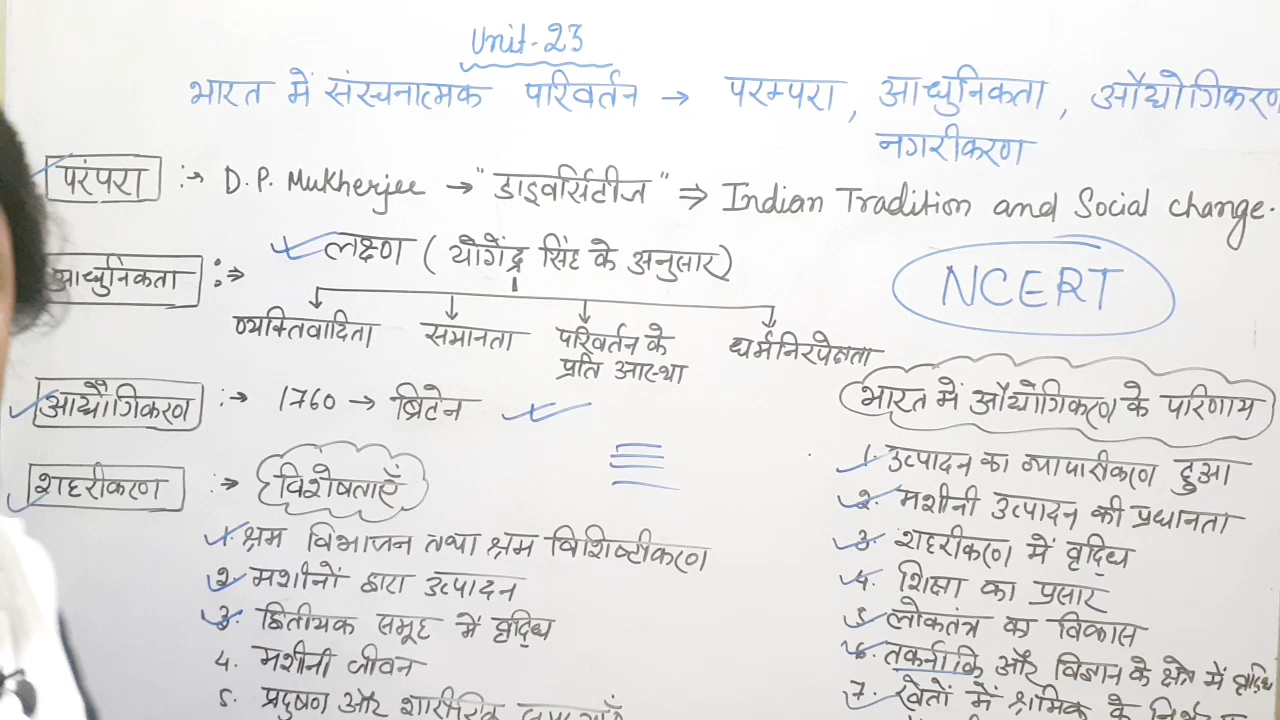 Unit-23
भारत में संरचनात्मक परिवर्तन → परम्परा, आधुनिकता, औद्योगिकरण
नगरीकरण
परंपरा :→ D.P. Mukherjee → "डाइवर्सिटीज" ⇒ Indian Tradition and Social change.
आधुनिकता :⇒ लक्षण ( योगेंद्र सिंह के अनुसार)
व्यक्तिवादिता समानता परिवर्तन के प्रति आस्था धर्मनिरपेक्षता
NCERT
औद्योगिकरण :→ 1760 → ब्रिटेन
शहरीकरण :→ विशेषताएँ
1. श्रम विभाजन तथा श्रम विशिष्टीकरण
2. मशीनों द्वारा उत्पादन
3. द्वितीयक समूह में वृद्धि
4. मशीनी जीवन
5. प्रदुषण और शारीरिक
भारत में औद्योगिकरण के परिणाम
1. उत्पादन का व्यापारीकरण हुआ
2. मशीनी उत्पादन की प्रधानता
3. शहरीकरण में वृद्धि
4. शिक्षा का प्रसार
5. लोकतंत्र का विकास
6. तकनीकि और विज्ञान के क्षेत्र में वृद्धि
7. खेतों में श्रमिक के